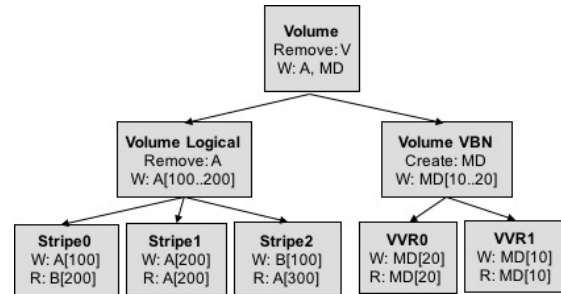 Volume
Remove: V
W: A, MD
Volume Logical
Remove: A
W: A[100..200]
Volume VBN
Create: MD
W: MD[10..20]
Stripe0
W: A[100]
R: B[200]
Stripe1
W: A[200]
R: A[200]
Stripe2
W: B[100]
R: A[300]
VVR0
W: MD[20]
R: MD[20]
VVR1
W: MD[10]
R: MD[10]